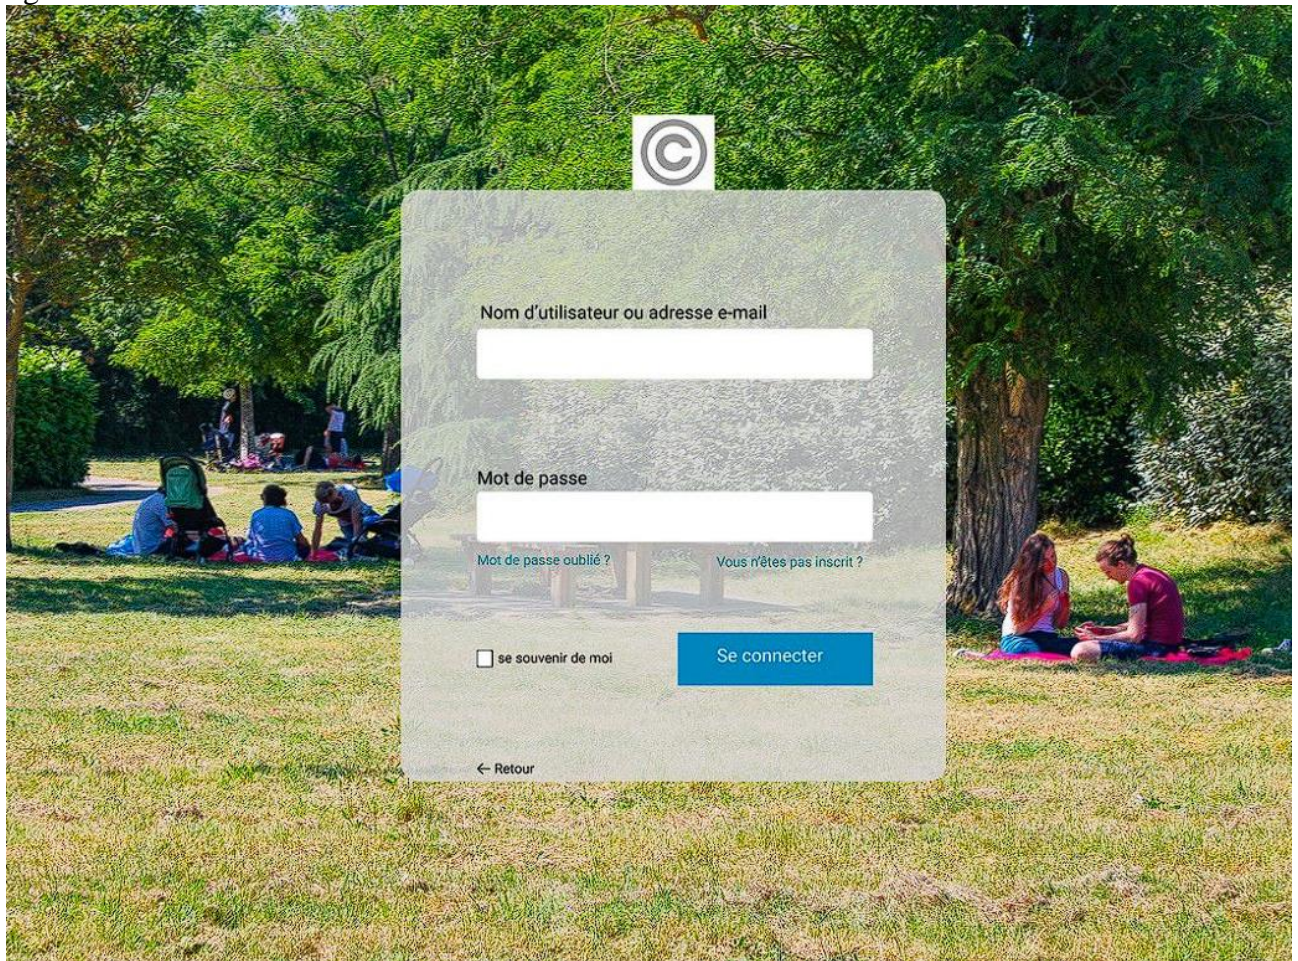 ©
Nom d'utilisateur ou adresse e-mail
Mot de passe
Mot de passe oublié ?
Vous n'êtes pas inscrit ?
se souvenir de moi
Se connecter
← Retour